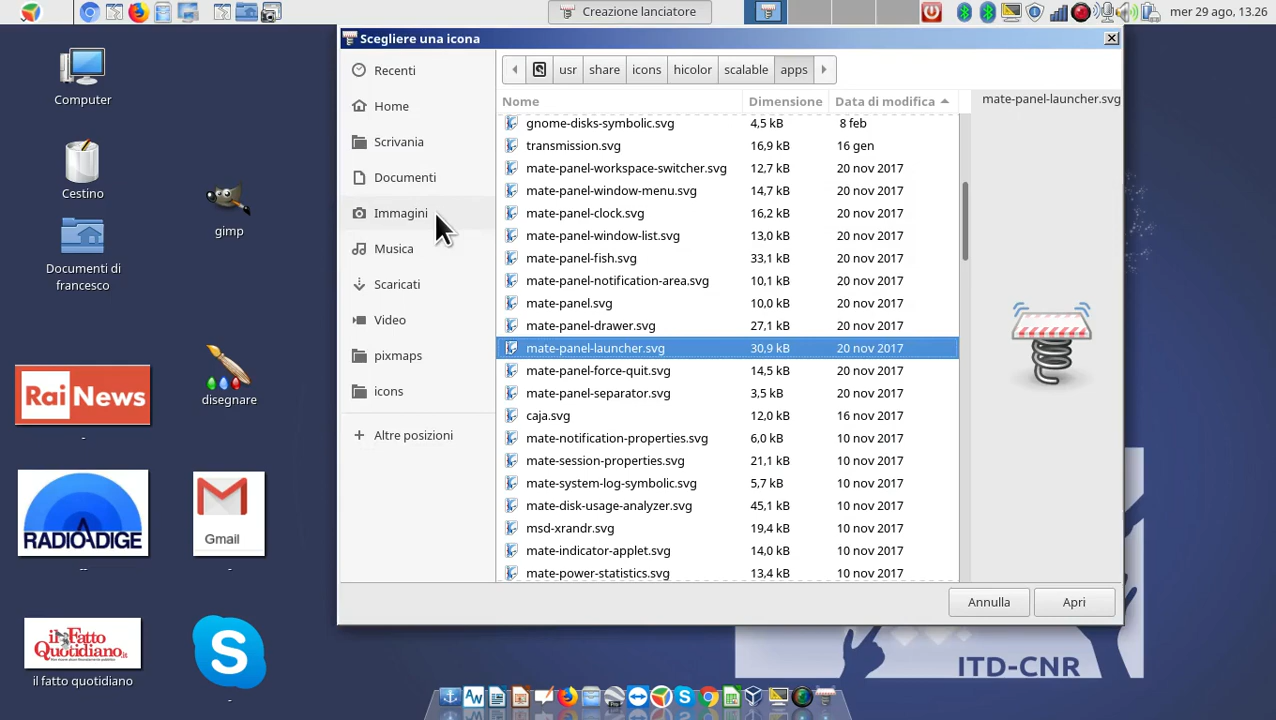 Creazione lanciatore
mer 29 ago, 13.26
Scegliere una icona
Computer
Cestino
Documenti di
francesco
gimp
disegnare
Rai News
-
RADIOADIGE
--
Gmail
-
il Fatto
Quotidiano.it
il fatto quotidiano
S
-
Recenti
Home
Scrivania
Documenti
Immagini
Musica
Scaricati
Video
pixmaps
icons
Altre posizioni
usr share icons hicolor scalable apps
Nome Dimensione Data di modifica
gnome-disks-symbolic.svg 4,5 kB 8 feb
transmission.svg 16,9 kB 16 gen
mate-panel-workspace-switcher.svg 12,7 kB 20 nov 2017
mate-panel-window-menu.svg 14,7 kB 20 nov 2017
mate-panel-clock.svg 16,2 kB 20 nov 2017
mate-panel-window-list.svg 13,0 kB 20 nov 2017
mate-panel-fish.svg 33,1 kB 20 nov 2017
mate-panel-notification-area.svg 10,1 kB 20 nov 2017
mate-panel.svg 10,0 kB 20 nov 2017
mate-panel-drawer.svg 27,1 kB 20 nov 2017
mate-panel-launcher.svg 30,9 kB 20 nov 2017
mate-panel-force-quit.svg 14,5 kB 20 nov 2017
mate-panel-separator.svg 3,5 kB 20 nov 2017
caja.svg 12,0 kB 16 nov 2017
mate-notification-properties.svg 6,0 kB 10 nov 2017
mate-session-properties.svg 21,1 kB 10 nov 2017
mate-system-log-symbolic.svg 5,7 kB 10 nov 2017
mate-disk-usage-analyzer.svg 45,1 kB 10 nov 2017
msd-xrandr.svg 19,4 kB 10 nov 2017
mate-indicator-applet.svg 14,0 kB 10 nov 2017
mate-power-statistics.svg 13,4 kB 10 nov 2017
mate-panel-launcher.svg
Annulla
Apri
ITD-CNR